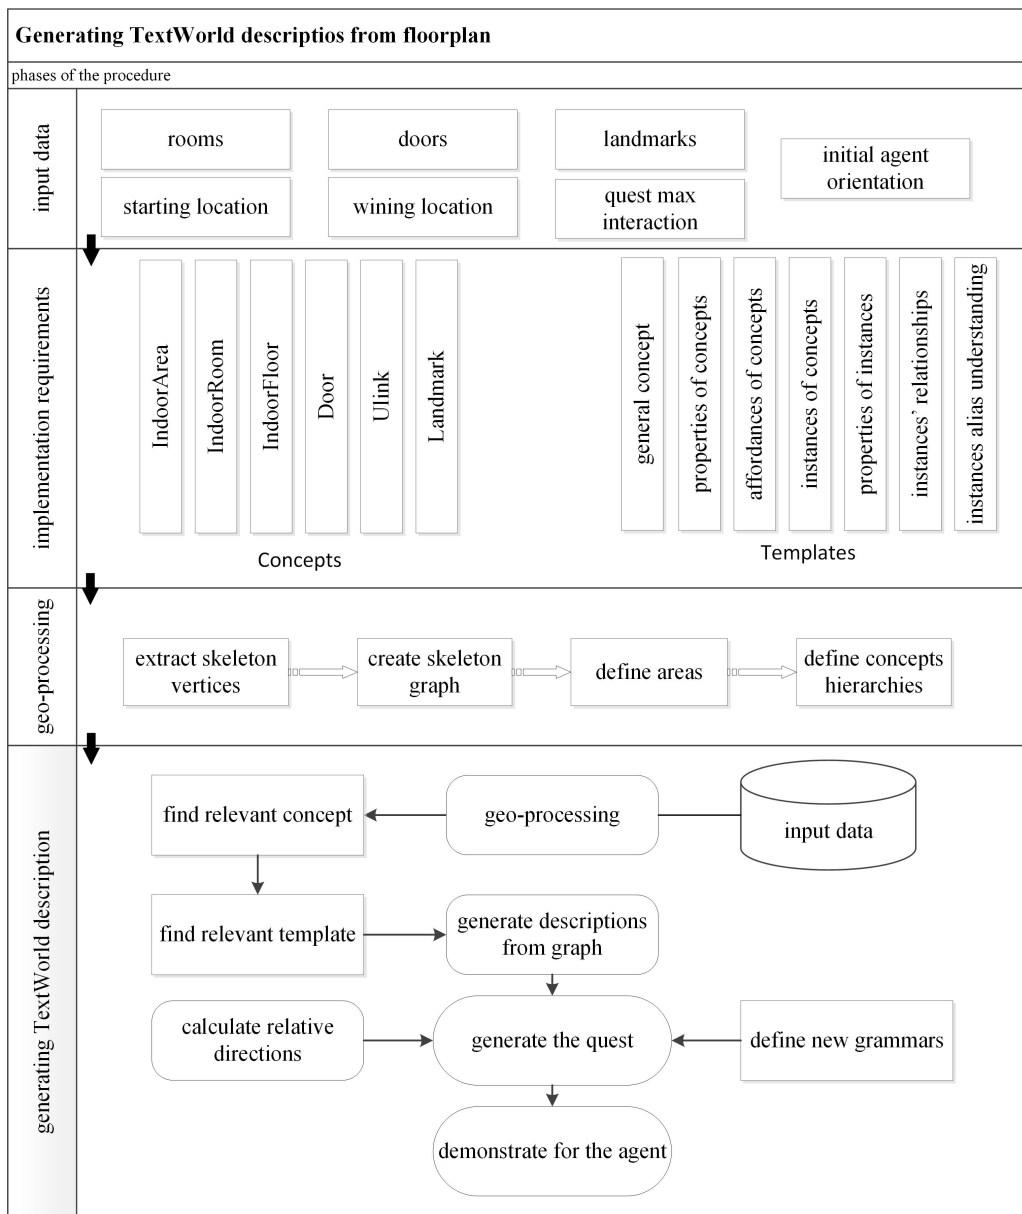 Generating TextWorld descriptios from floorplan
phases of the procedure
input data
rooms
doors
landmarks
initial agent
orientation
starting location
wining location
quest max
interaction
implementation requirements
IndoorArea
IndoorRoom
IndoorFloor
Door
Ulink
Landmark
Concepts
general concept
properties of concepts
affordances of concepts
instances of concepts
properties of instances
instances’ relationships
instances alias understanding
Templates
geo-processing
extract skeleton
vertices
create skeleton
graph
define areas
define concepts
hierarchies
generating TextWorld description
find relevant concept
geo-processing
input data
find relevant template
generate descriptions
from graph
calculate relative
directions
generate the quest
define new grammars
demonstrate for the agent